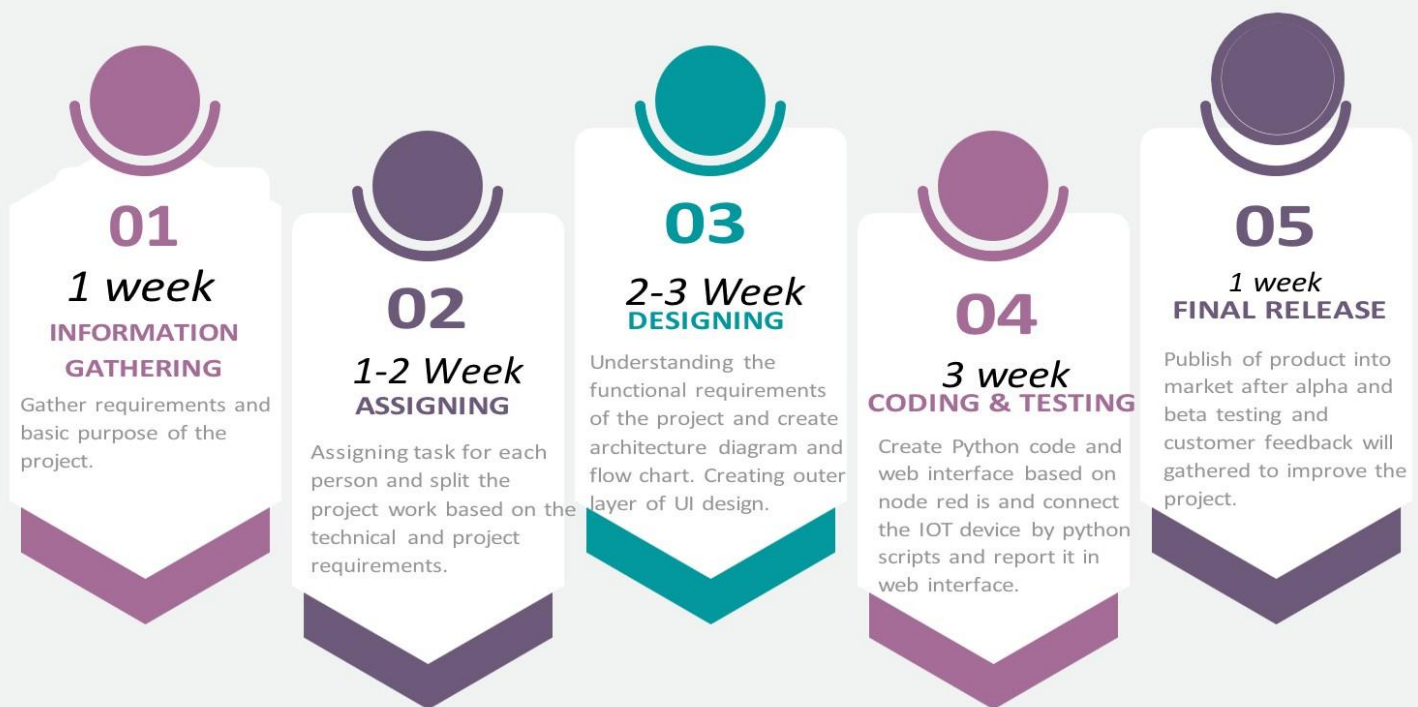 01
1 week
INFORMATION
GATHERING
Gather requirements and
basic purpose of the
project.
02
1-2 Week
ASSIGNING
Assigning task for each
person and split the
project work based on the
technical and project
requirements.
03
2-3 Week
DESIGNING
Understanding the
functional requirements
of the project and create
architecture diagram and
flow chart. Creating outer
layer of UI design.
04
3 week
CODING & TESTING
Create Python code and
web interface based on
node red is and connect
the IOT device by python
scripts and report it in
web interface.
05
1 week
FINAL RELEASE
Publish of product into
market after alpha and
beta testing and
customer feedback will
gathered to improve the
project.